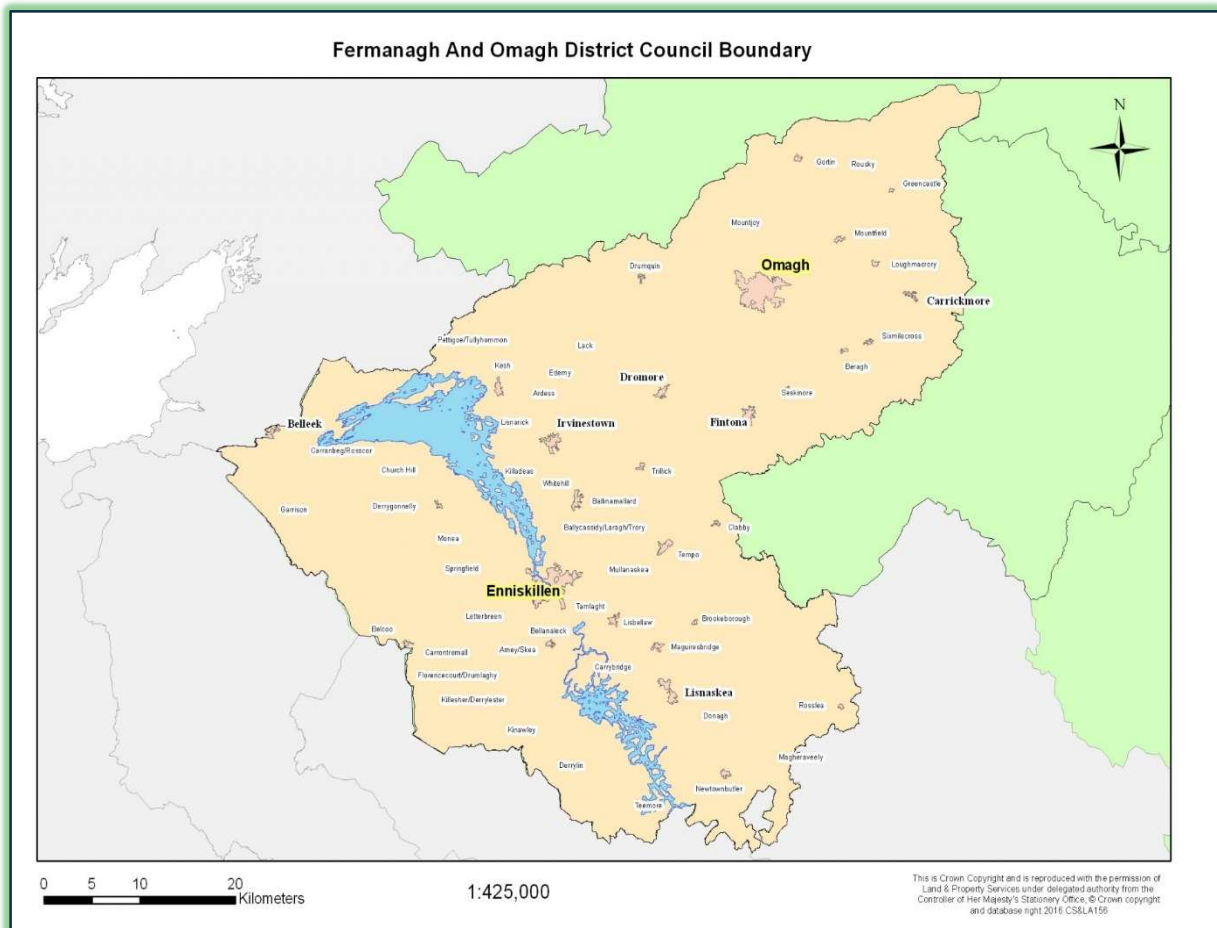 Fermanagh And Omagh District Council Boundary
N
Gortin
Rousky
Greencastle
Mountjoy
Mountfield
Drumquin
Omagh
Loughmacrory
Carrickmore
Pettigoe/Tullyhommon
Lack
Sixmilecross
Kesh
Ederny
Dromore
Beragh
Ardess
Seskinore
Belleek
Lisnarick
Irvinestown
Fintona
Carranbeg/Rosscor
Church Hill
Killadeas
Trillick
Whitehill
Garrison
Derrygonnelly
Ballinamallard
Ballycassidy/Laragh/Trory
Clabby
Monea
Tempo
Springfield
Mullanaskea
Enniskillen
Tamlaght
Letterbreen
Lisbellaw
Brookeborough
Belcoo
Bellanaleck
Carrontremall
Arney/Skea
Maguiresbridge
Carrybridge
Florencecourt/Drumlaghy
Lisnaskea
Killesher/Derrylester
Rosslea
Donagh
Kinawley
Magheraveely
Derrylin
Newtownbutler
Teemore
0 5 10 20
Kilometers
1:425,000
This is Crown Copyright and is reproduced with the permission of
Land & Property Services under delegated authority from the
Controller of Her Majesty's Stationery Office, © Crown copyright
and database right 2016 CS&LA156